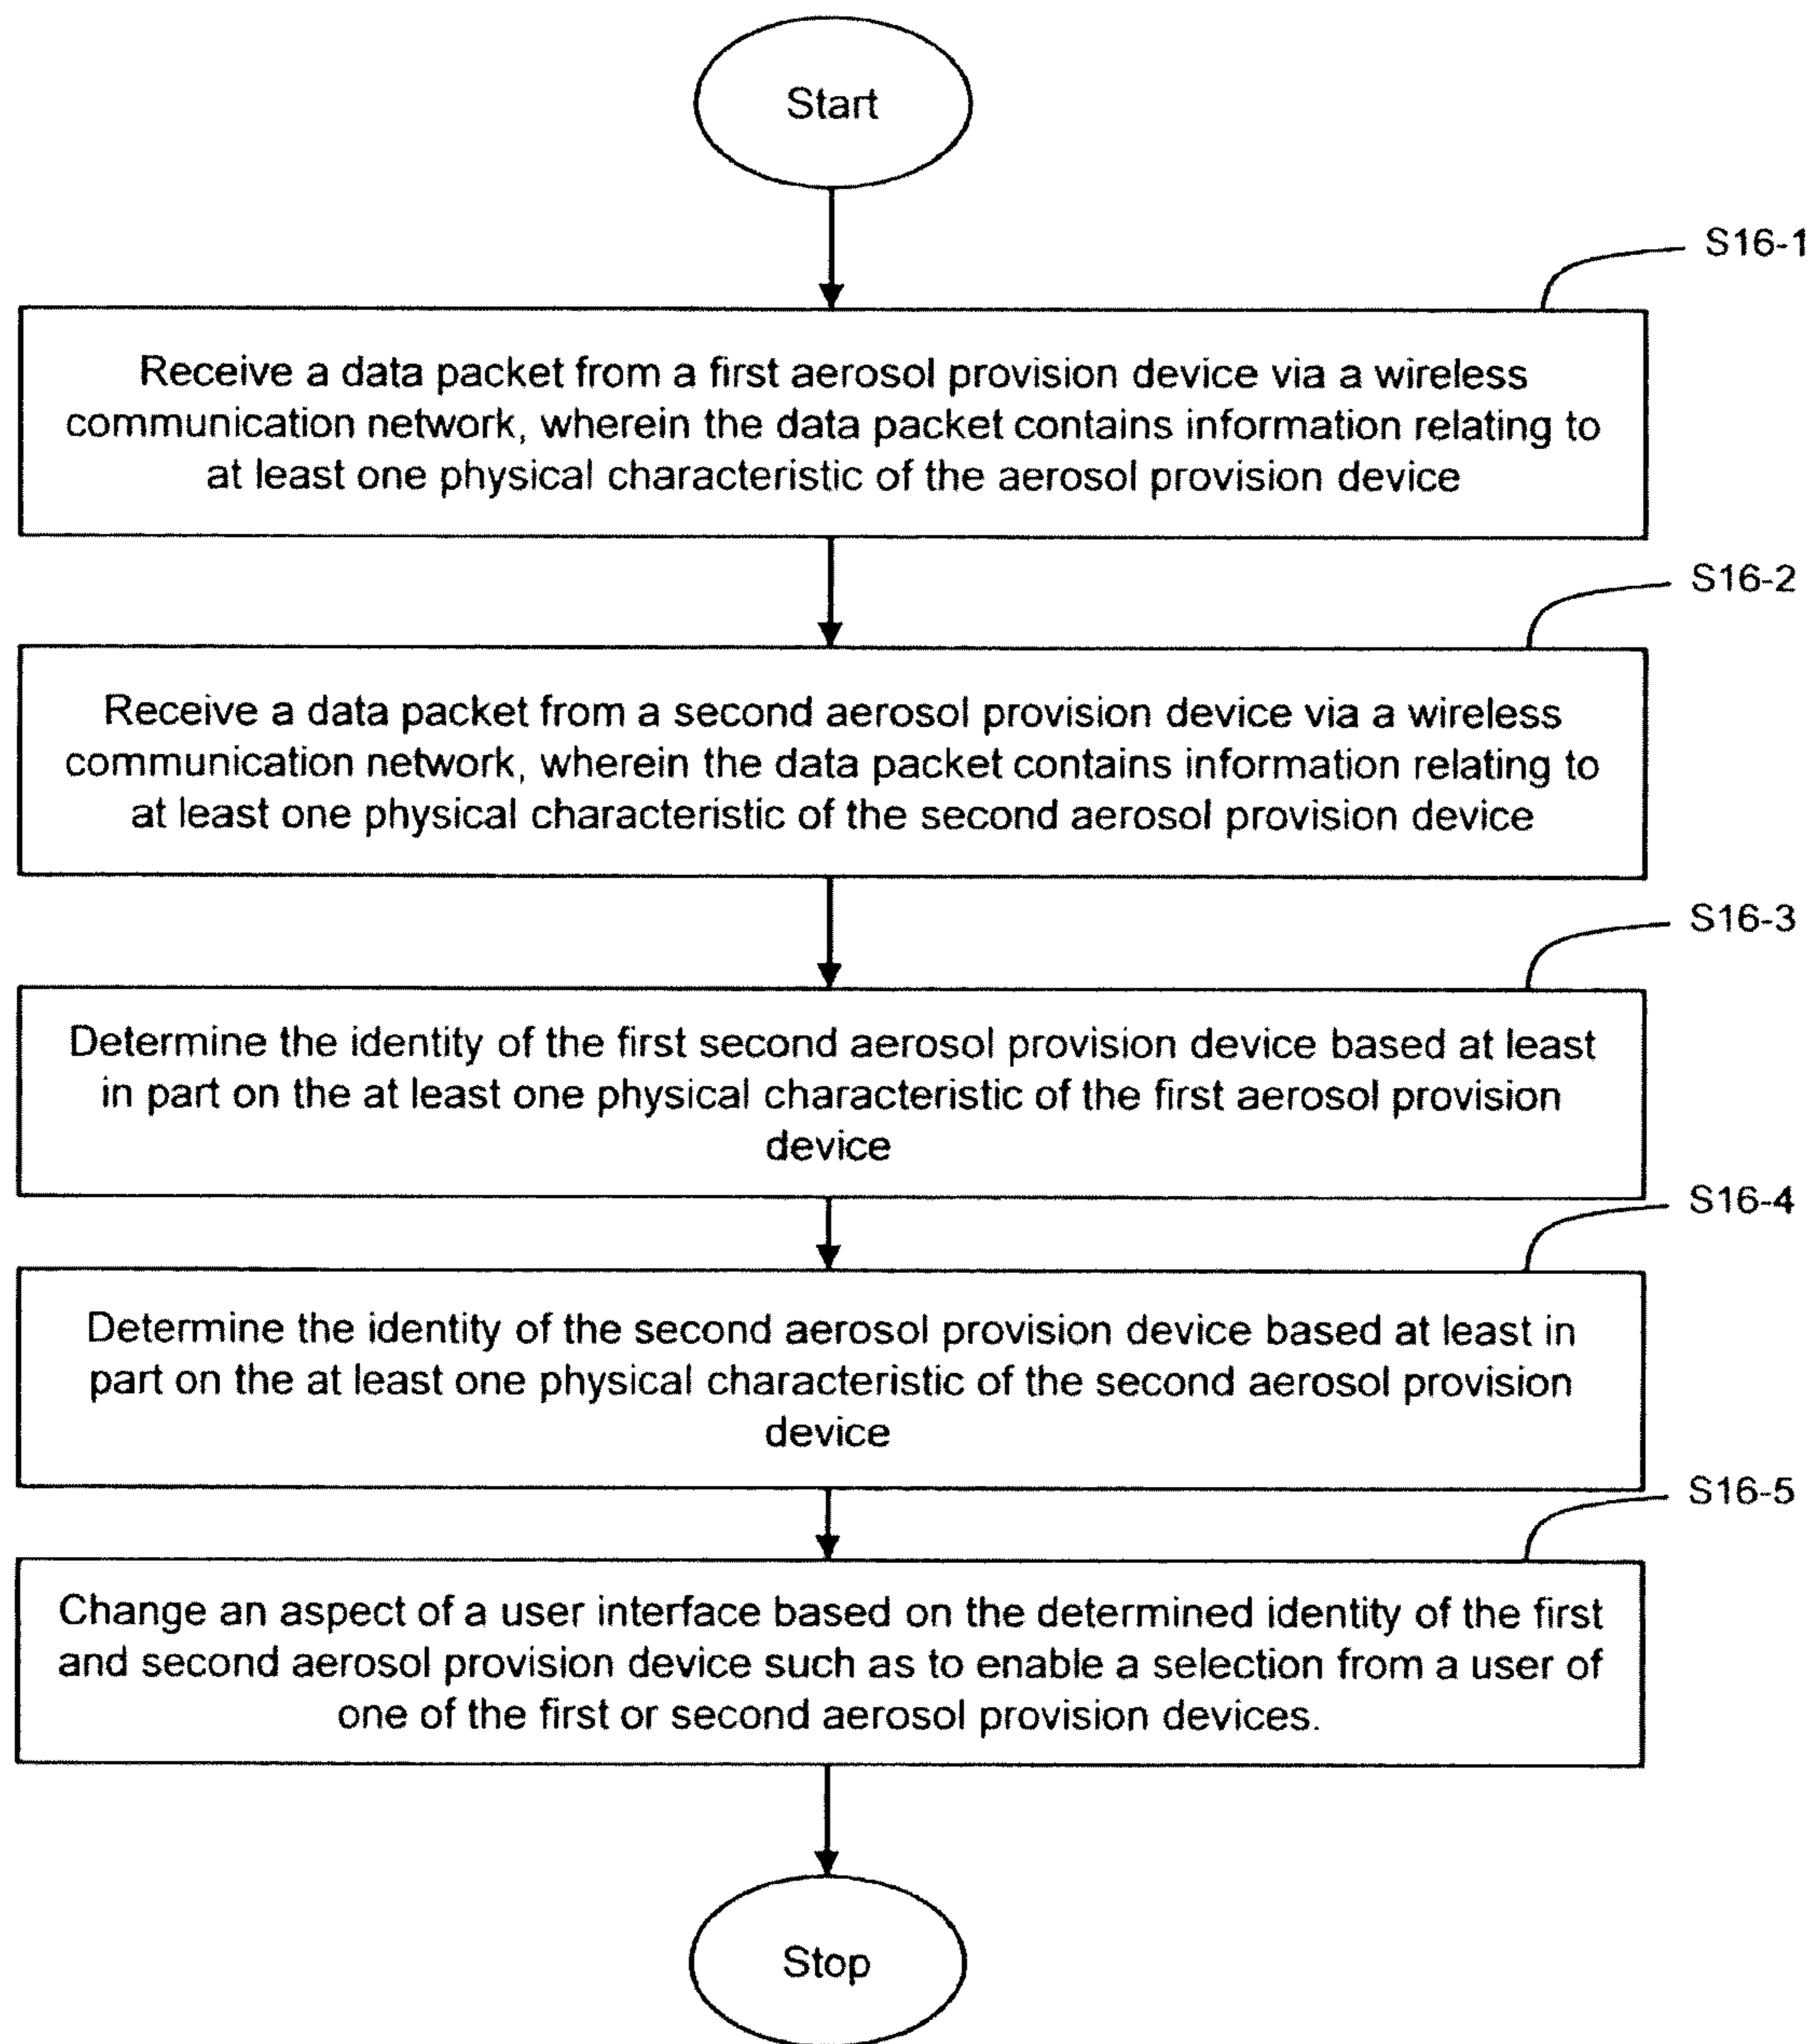 Start
S16-1
Receive a data packet from a first aerosol provision device via a wireless
communication network, wherein the data packet contains information relating to
at least one physical characteristic of the aerosol provision device
S16-2
Receive a data packet from a second aerosol provision device via a wireless
communication network, wherein the data packet contains information relating to
at least one physical characteristic of the second aerosol provision device
S16-3
Determine the identity of the first second aerosol provision device based at least
in part on the at least one physical characteristic of the first aerosol provision
device
S16-4
Determine the identity of the second aerosol provision device based at least in
part on the at least one physical characteristic of the second aerosol provision
device
S16-5
Change an aspect of a user interface based on the determined identity of the first
and second aerosol provision device such as to enable a selection from a user of
one of the first or second aerosol provision devices.
Stop